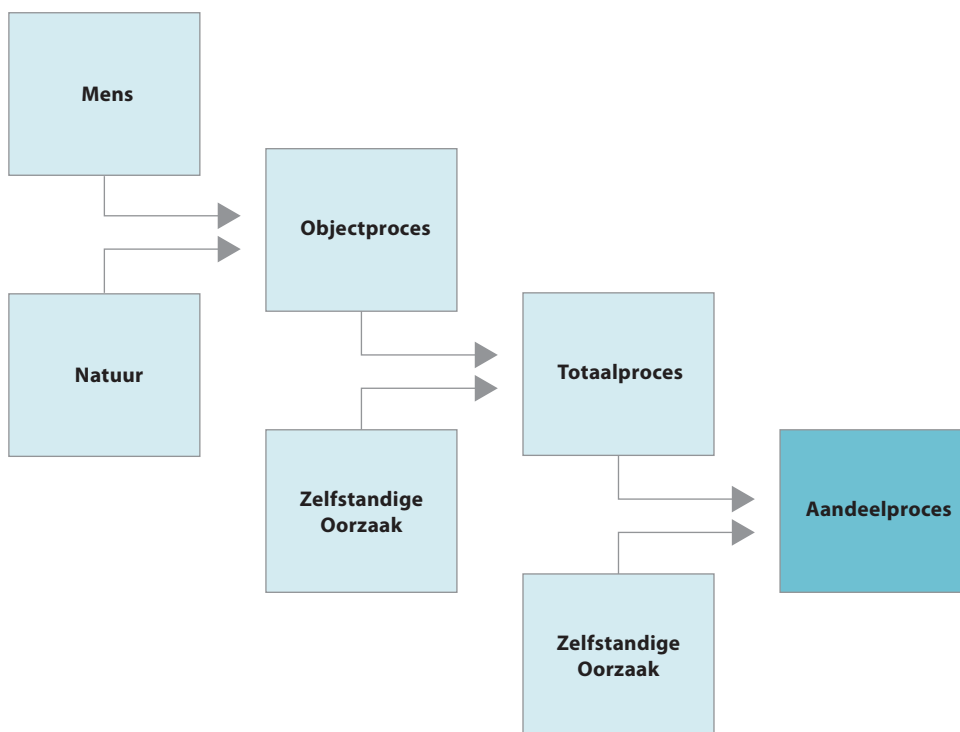 Mens
Objectproces
Natuur
Totaalproces
Zelfstandige
Oorzaak
Aandeelproces
Zelfstandige
Oorzaak